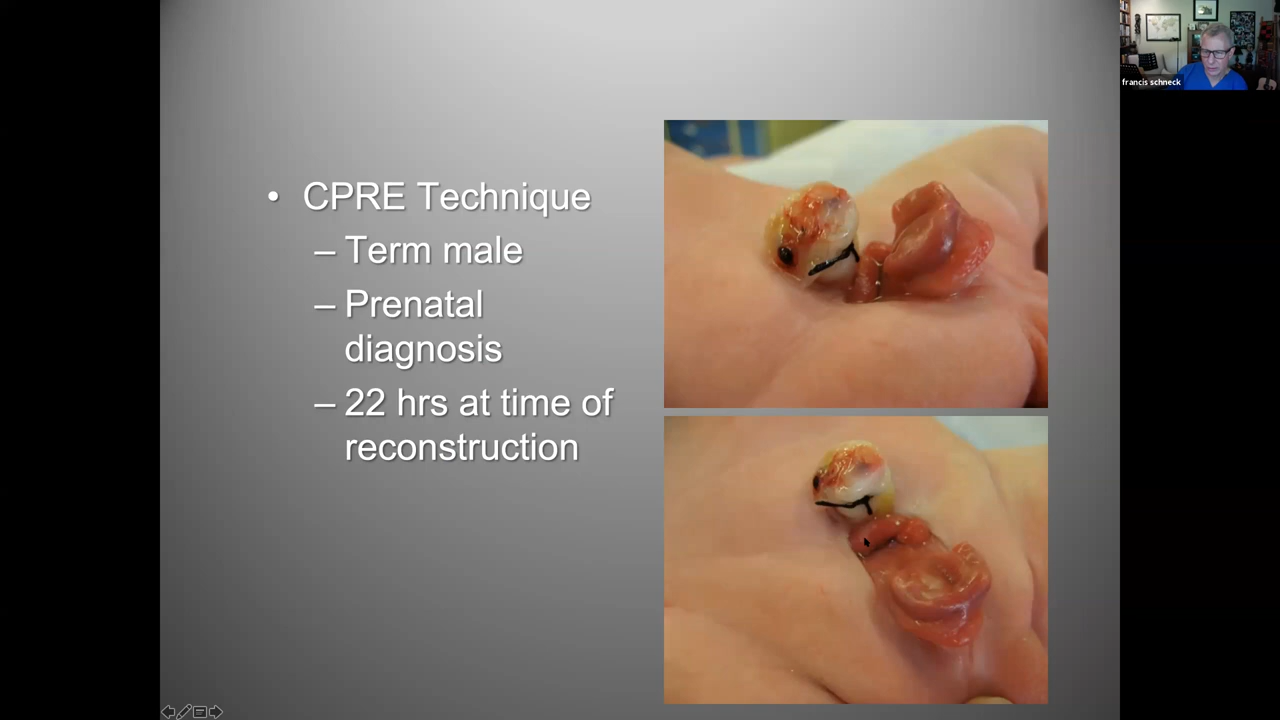 francis schneck
• CPRE Technique
– Term male
– Prenatal
diagnosis
– 22 hrs at time of
reconstruction